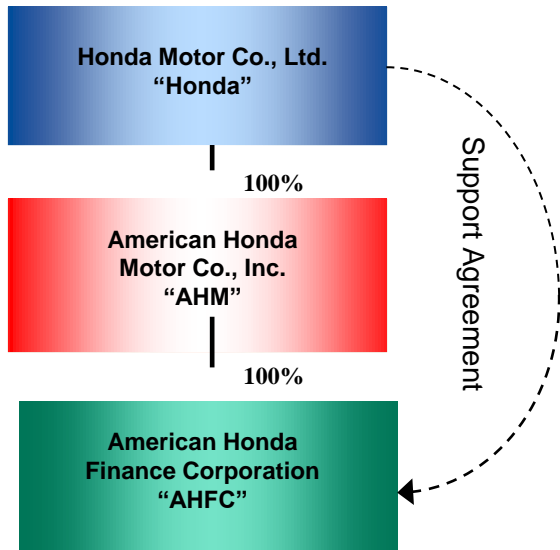 Honda Motor Co., Ltd.
“Honda”
100%
American Honda
Motor Co., Inc.
“AHM”
100%
American Honda
Finance Corporation
“AHFC”
Support Agreement